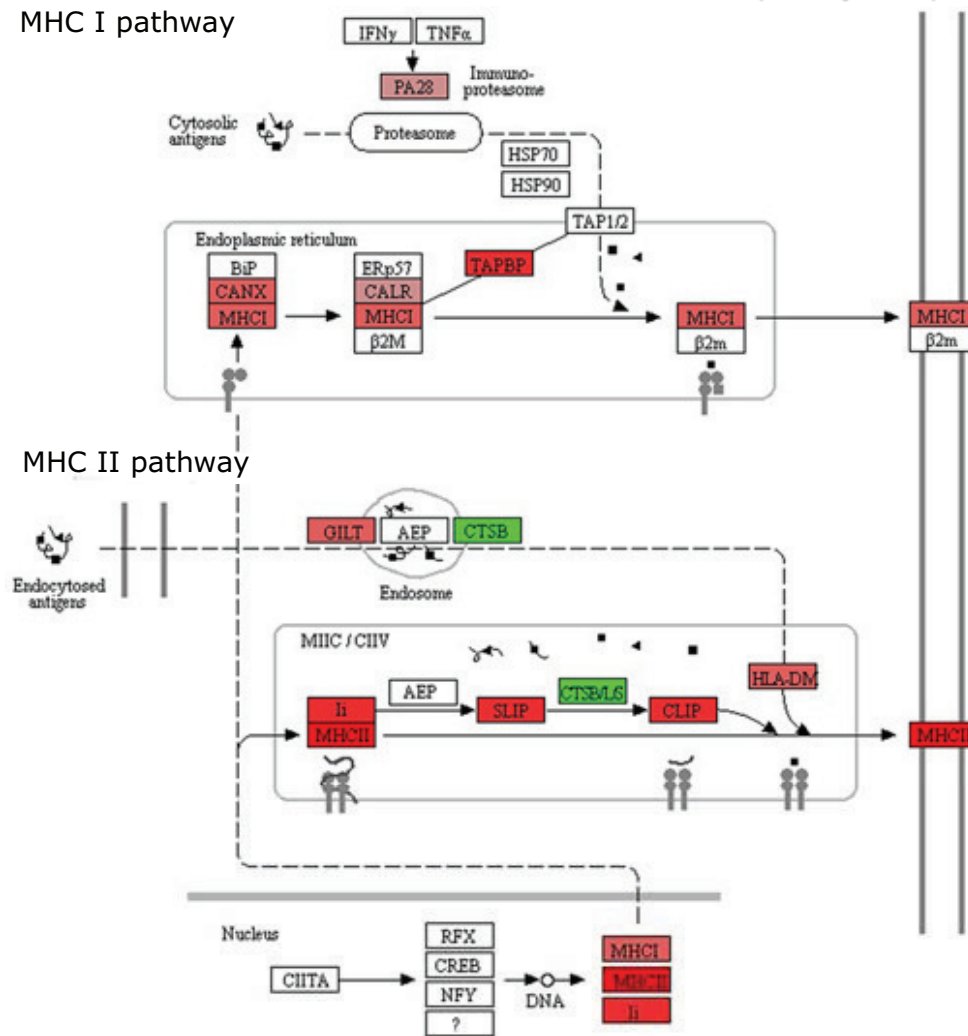 MHC I pathway
IFNγ TNFα
PA28
Immuno-
proteasome
Cytosolic
antigens
Proteasome
HSP70
HSP90
TAP1/2
Endoplasmic reticulum
BiP
CANX
MHCI
ERp57
CALR
MHCI
β2M
TAPBP
MHCI
β2m
MHCI
β2m
MHC II pathway
GILT AEP CTSB
Endocytosed
antigens
Endosome
MIIC / CIIV
AEP
Ii
MHCII
SLIP
CTSB/L/S
CLIP
HLA-DM
MHCII
Nucleus
CIITA
RFX
CREB
NFY
?
DNA
MHCI
MHCII
Ii